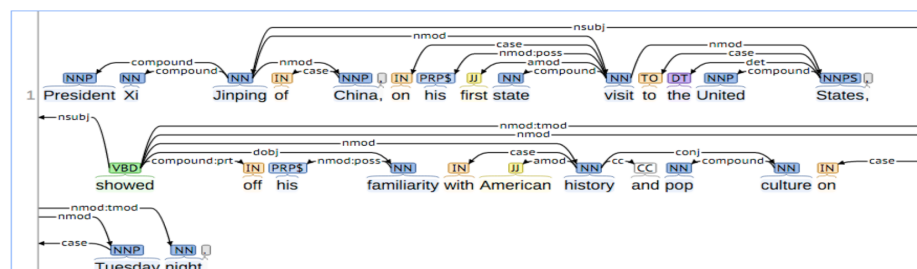 nsubj
nmod
case nmod
nmod:poss case
compound nmod amod det
compound case compound compound
NNP NN NN IN NNP , IN PRP$ JJ NN NN TO DT NNP NNPS ,
1 President Xi Jinping of China, on his first state visit to the United States,
nsubj nmod:tmod
nmod
nmod
dobj case conj
compound:prt nmod:poss amod cc compound case
VBD IN PRP$ NN IN JJ NN CC NN NN IN
showed off his familiarity with American history and pop culture on
nmod:tmod
nmod
case
NNP NN
Tuesday night